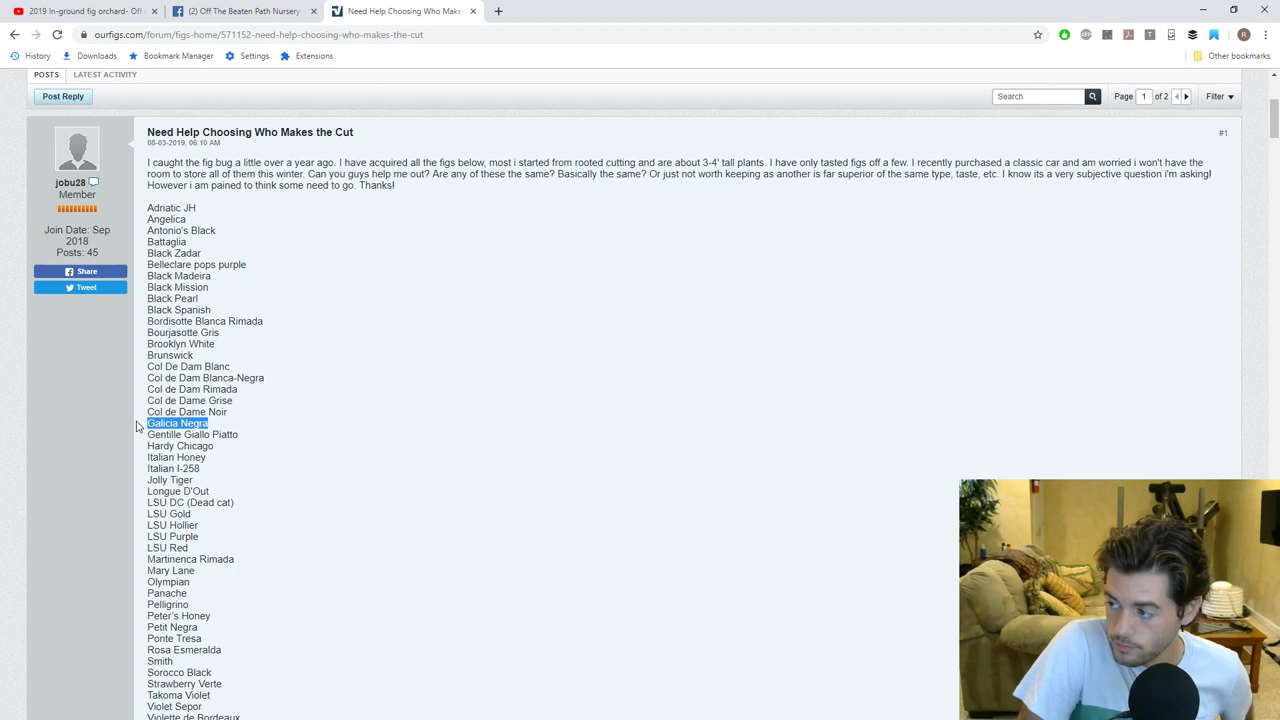 2019 In-ground fig orchard- Off
(2) Off The Beaten Path Nursery -
Need Help Choosing Who Makes
ourfigs.com/forum/figs-home/571152-need-help-choosing-who-makes-the-cut
R
History
Downloads
Bookmark Manager
Settings
Extensions
Other bookmarks
POSTS
LATEST ACTIVITY
Post Reply
Search
Page 1 of 2
Filter
jobu28
Member
Join Date: Sep
2018
Posts: 45
Share
Tweet
Need Help Choosing Who Makes the Cut
#1
08-03-2019, 06:10 AM
I caught the fig bug a little over a year ago. I have acquired all the figs below, most i started from rooted cutting and are about 3-4' tall plants. I have only tasted figs off a few. I recently purchased a classic car and am worried i won't have the
room to store all of them this winter. Can you guys help me out? Are any of these the same? Basically the same? Or just not worth keeping as another is far superior of the same type, taste, etc. I know its a very subjective question i'm asking!
However i am pained to think some need to go. Thanks!
Adriatic JH
Angelica
Antonio's Black
Battaglia
Black Zadar
Belleclare pops purple
Black Madeira
Black Mission
Black Pearl
Black Spanish
Bordisotte Blanca Rimada
Bourjasotte Gris
Brooklyn White
Brunswick
Col De Dam Blanc
Col de Dam Blanca-Negra
Col de Dam Rimada
Col de Dame Grise
Col de Dame Noir
Galicia Negra
Gentille Giallo Piatto
Hardy Chicago
Italian Honey
Italian I-258
Jolly Tiger
Longue D'Out
LSU DC (Dead cat)
LSU Gold
LSU Hollier
LSU Purple
LSU Red
Martinenca Rimada
Mary Lane
Olympian
Panache
Pelligrino
Peter's Honey
Petit Negra
Ponte Tresa
Rosa Esmeralda
Smith
Sorocco Black
Strawberry Verte
Takoma Violet
Violet Sepor
Violette de Bordeaux